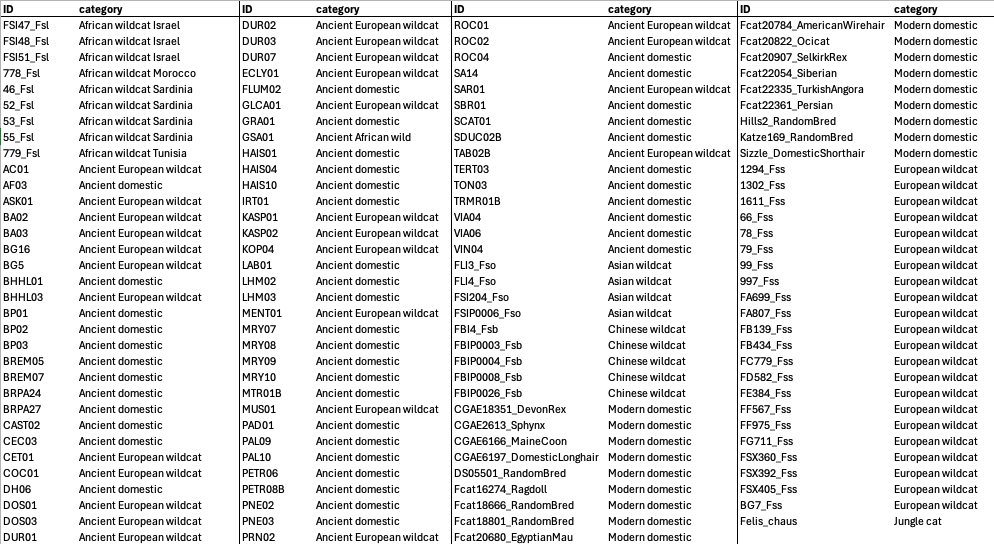 ID category ID category ID category ID category
FSI47_Fsl African wildcat Israel DUR02 Ancient European wildcat ROC01 Ancient European wildcat Fcat20784_AmericanWirehair Modern domestic
FSI48_Fsl African wildcat Israel DUR03 Ancient European wildcat ROC02 Ancient European wildcat Fcat20822_Ocicat Modern domestic
FSI51_Fsl African wildcat Israel DUR07 Ancient European wildcat ROC04 Ancient domestic Fcat20907_SelkirkRex Modern domestic
778_Fsl African wildcat Morocco ECLY01 Ancient European wildcat SA14 Ancient domestic Fcat22054_Siberian Modern domestic
46_Fsl African wildcat Sardinia FLUM02 Ancient domestic SAR01 Ancient European wildcat Fcat22335_TurkishAngora Modern domestic
52_Fsl African wildcat Sardinia GLCA01 Ancient European wildcat SBR01 Ancient domestic Fcat22361_Persian Modern domestic
53_Fsl African wildcat Sardinia GRA01 Ancient domestic SCAT01 Ancient domestic Hills2_RandomBred Modern domestic
55_Fsl African wildcat Sardinia GSA01 Ancient African wild SDUC02B Ancient domestic Katze169_RandomBred Modern domestic
779_Fsl African wildcat Tunisia HAIS01 Ancient domestic TAB02B Ancient European wildcat Sizzle_DomesticShorthair Modern domestic
AC01 Ancient European wildcat HAIS04 Ancient domestic TERT03 Ancient domestic 1294_Fss European wildcat
AF03 Ancient domestic HAIS10 Ancient domestic TON03 Ancient domestic 1302_Fss European wildcat
ASK01 Ancient European wildcat IRT01 Ancient domestic TRMR01B Ancient domestic 1611_Fss European wildcat
BA02 Ancient European wildcat KASP01 Ancient European wildcat VIA04 Ancient domestic 66_Fss European wildcat
BA03 Ancient European wildcat KASP02 Ancient European wildcat VIA06 Ancient domestic 78_Fss European wildcat
BG16 Ancient European wildcat KOP04 Ancient European wildcat VIN04 Ancient domestic 79_Fss European wildcat
BG5 Ancient European wildcat LAB01 Ancient domestic FLI3_Fso Asian wildcat 99_Fss European wildcat
BHHL01 Ancient domestic LHM02 Ancient domestic FLI4_Fso Asian wildcat 997_Fss European wildcat
BHHL03 Ancient European wildcat LHM03 Ancient domestic FSI204_Fso Asian wildcat FA699_Fss European wildcat
BP01 Ancient domestic MENT01 Ancient European wildcat FSIP0006_Fso Asian wildcat FA807_Fss European wildcat
BP02 Ancient domestic MRY07 Ancient domestic FBI4_Fsb Chinese wildcat FB139_Fss European wildcat
BP03 Ancient domestic MRY08 Ancient domestic FBIP0003_Fsb Chinese wildcat FB434_Fss European wildcat
BREM05 Ancient domestic MRY09 Ancient domestic FBIP0004_Fsb Chinese wildcat FC779_Fss European wildcat
BREM07 Ancient domestic MRY10 Ancient domestic FBIP0008_Fsb Chinese wildcat FD582_Fss European wildcat
BRPA24 Ancient domestic MTR01B Ancient domestic FBIP0026_Fsb Chinese wildcat FE384_Fss European wildcat
BRPA27 Ancient domestic MUS01 Ancient European wildcat CGAE18351_DevonRex Modern domestic FF567_Fss European wildcat
CAST02 Ancient domestic PAD01 Ancient domestic CGAE2613_Sphynx Modern domestic FF975_Fss European wildcat
CEC03 Ancient domestic PAL09 Ancient domestic CGAE6166_MaineCoon Modern domestic FG711_Fss European wildcat
CET01 Ancient European wildcat PAL10 Ancient domestic CGAE6197_DomesticLonghair Modern domestic FSX360_Fss European wildcat
COC01 Ancient European wildcat PETR06 Ancient domestic DS05501_RandomBred Modern domestic FSX392_Fss European wildcat
DH06 Ancient domestic PETR08B Ancient domestic Fcat16274_Ragdoll Modern domestic FSX405_Fss European wildcat
DOS01 Ancient European wildcat PNE02 Ancient domestic Fcat18666_RandomBred Modern domestic BG7_Fss European wildcat
DOS03 Ancient European wildcat PNE03 Ancient domestic Fcat18801_RandomBred Modern domestic Felis_chaus Jungle cat
DUR01 Ancient European wildcat PRN02 Ancient European wildcat Fcat20680_EgyptianMau Modern domestic